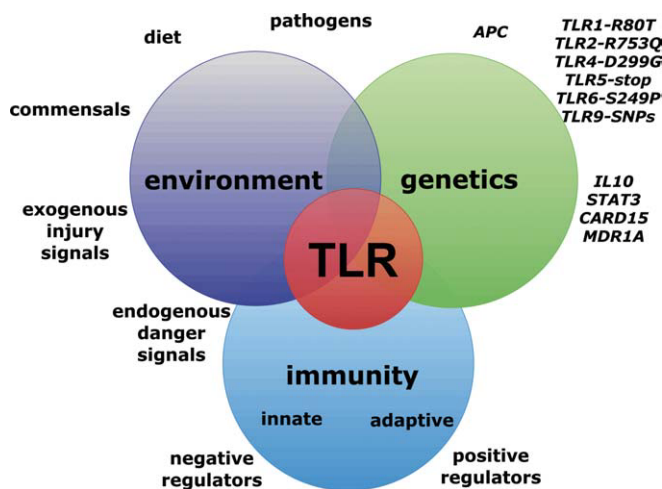 pathogens
diet
APC
TLR1-R80T
TLR2-R753Q
TLR4-D299G
TLR5-stop
TLR6-S249P
TLR9-SNPs
commensals
environment
genetics
IL10
STAT3
CARD15
MDR1A
exogenous
injury
signals
TLR
endogenous
danger
signals
immunity
innate
adaptive
negative
regulators
positive
regulators